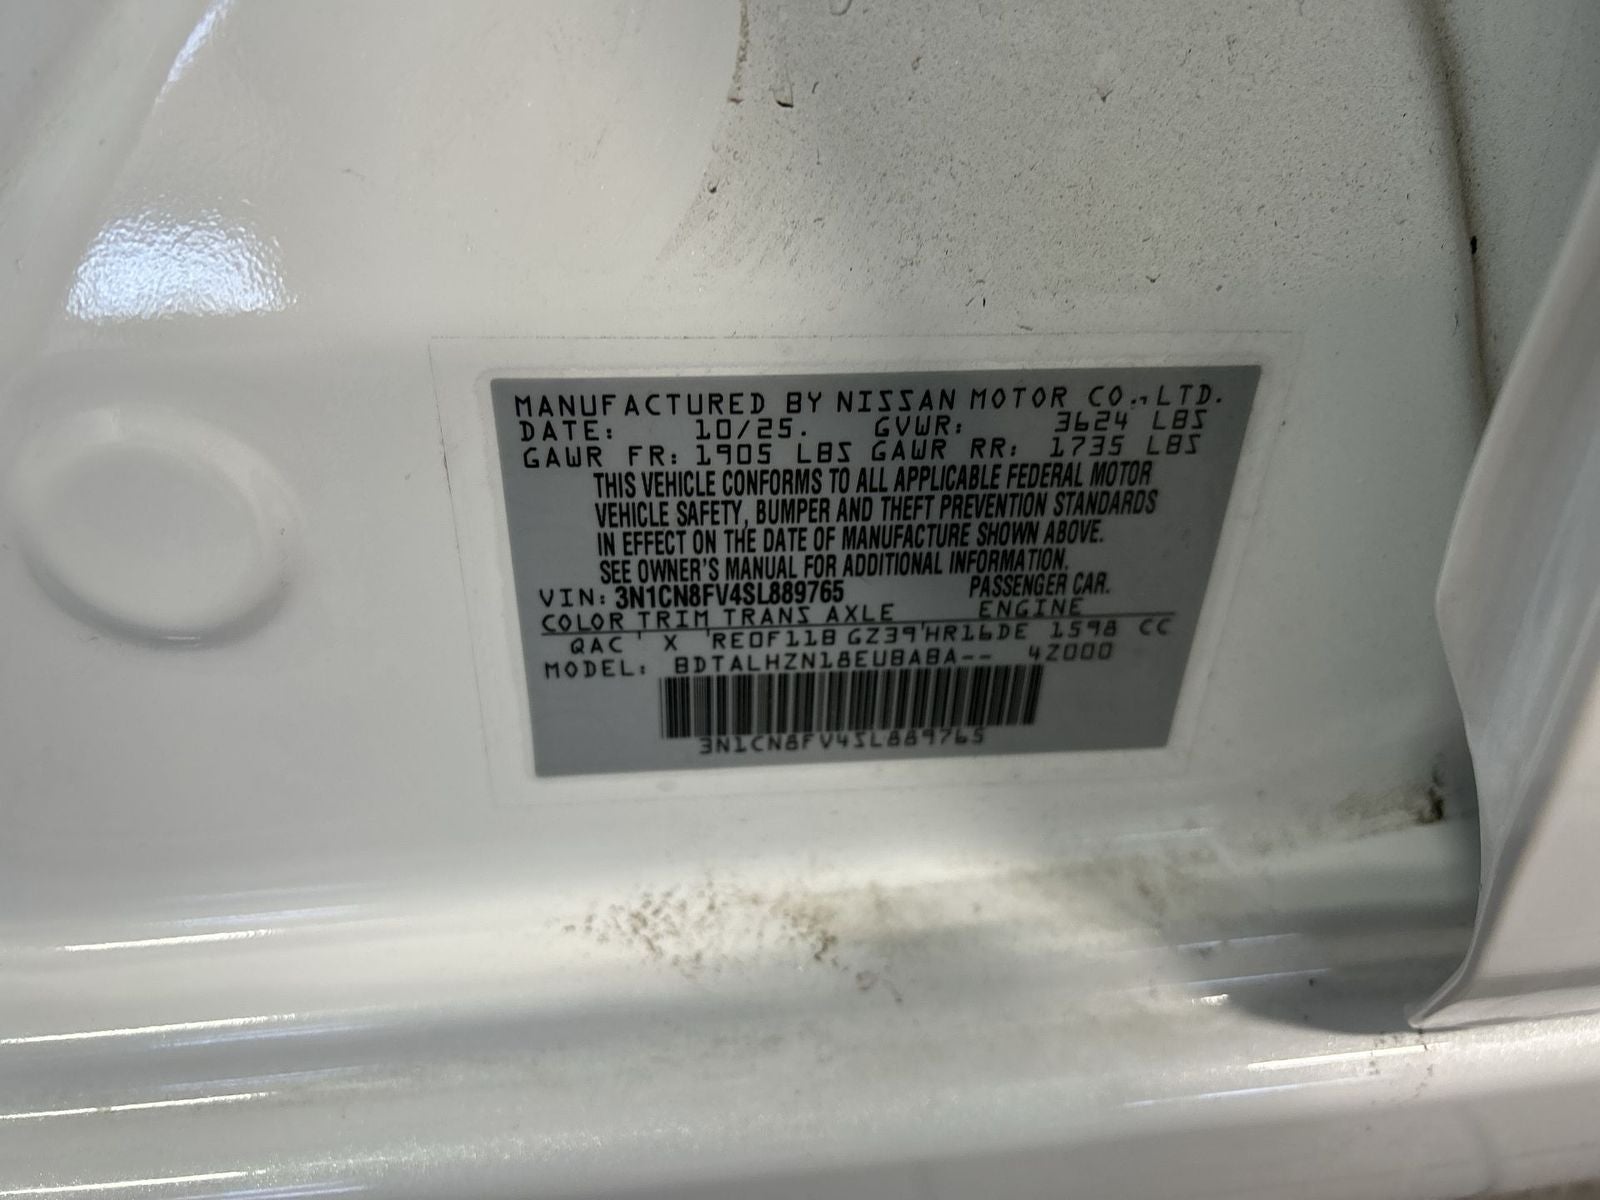 MANUFACTURED BY NISSAN MOTOR CO., LTD.
DATE: 10/25. GVWR: 3624 LBS
GAWR FR: 1905 LBS GAWR RR: 1735 LBS
THIS VEHICLE CONFORMS TO ALL APPLICABLE FEDERAL MOTOR
VEHICLE SAFETY, BUMPER AND THEFT PREVENTION STANDARDS
IN EFFECT ON THE DATE OF MANUFACTURE SHOWN ABOVE.
SEE OWNER'S MANUAL FOR ADDITIONAL INFORMATION.
VIN: 3N1CN8FV4SL889765 PASSENGER CAR.
COLOR TRIM TRANS AXLE ENGINE
QAC ' X 'RE0F11B GZ39'HR16DE 1598 CC
MODEL: BDTALHZN18EUBABA-- 4Z000
3N1CN8FV4SL889765